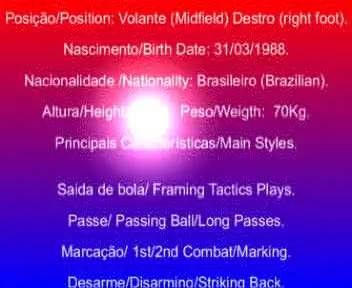 Posição/Position: Volante (Midfield) Destro (right foot).
Nascimento/Birth Date: 31/03/1988.
Nacionalidade /Nationality: Brasileiro (Brazilian).
Altura/Height Peso/Weigth: 70Kg.
Principais Características/Main Styles.
Saida de bola/ Framing Tactics Plays.
Passe/ Passing Ball/Long Passes.
Marcação/ 1st/2nd Combat/Marking.
Desarme/Disarming/Striking Back.